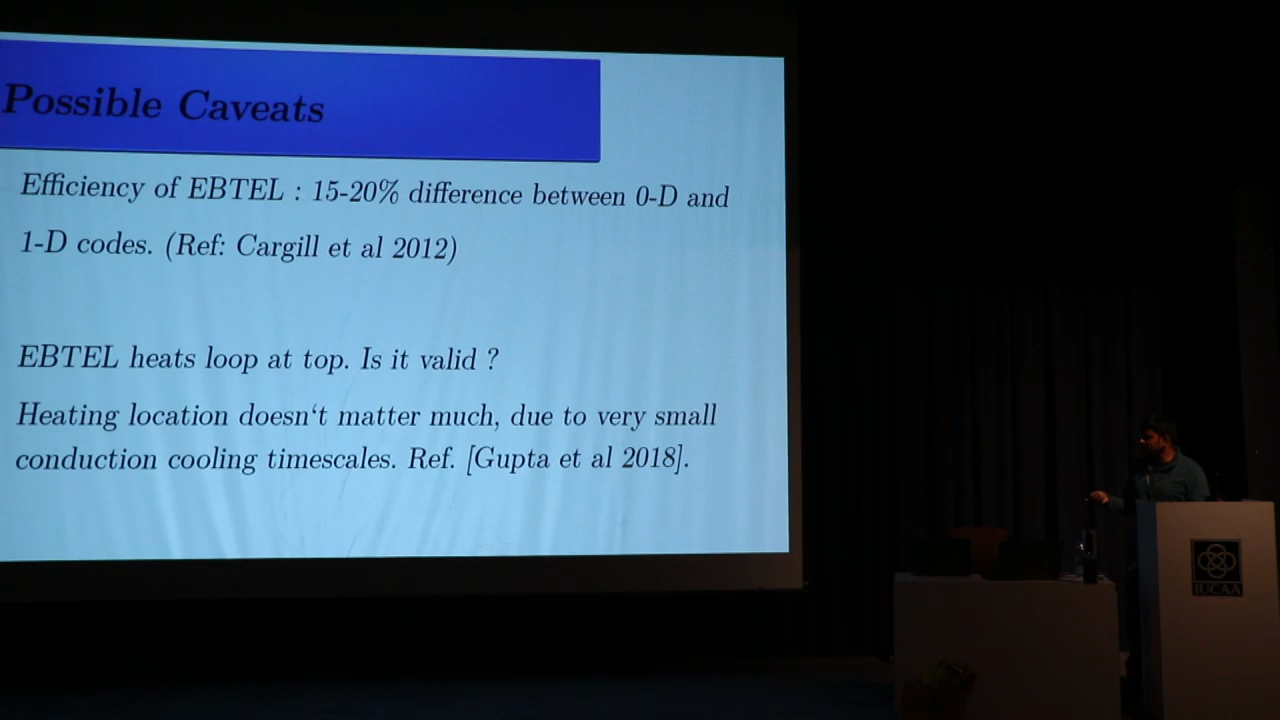 Possible Caveats
Efficiency of EBTEL : 15-20% difference between 0-D and
1-D codes. (Ref: Cargill et al 2012)
EBTEL heats loop at top. Is it valid ?
Heating location doesn‘t matter much, due to very small
conduction cooling timescales. Ref. [Gupta et al 2018].
IUCAA